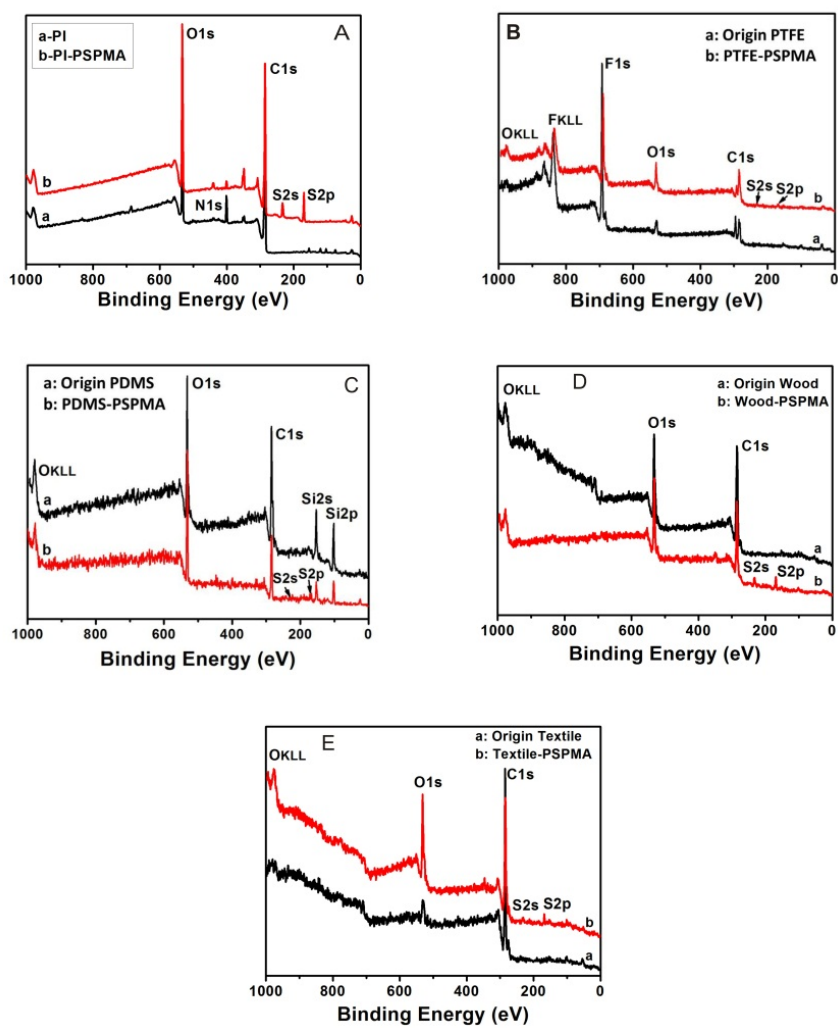 a-PI
b-PI-PSPMA
A
O1s
C1s
b
a
N1s
S2s
S2p
1000 800 600 400 200 0
Binding Energy (eV)
B
a: Origin PTFE
b: PTFE-PSPMA
F1s
OKLL
FKLL
O1s
C1s
S2s
S2p
b
a
1000 800 600 400 200 0
Binding Energy (eV)
a: Origin PDMS
b: PDMS-PSPMA
C
O1s
C1s
OKLL
a
Si2s
Si2p
b
S2s
S2p
1000 800 600 400 200 0
Binding Energy (eV)
D
a: Origin Wood
b: Wood-PSPMA
OKLL
O1s
C1s
a
S2s
S2p
b
1000 800 600 400 200 0
Binding Energy (eV)
E
a: Origin Textile
b: Textile-PSPMA
OKLL
O1s
C1s
S2s
S2p
b
a
1000 800 600 400 200 0
Binding Energy (eV)